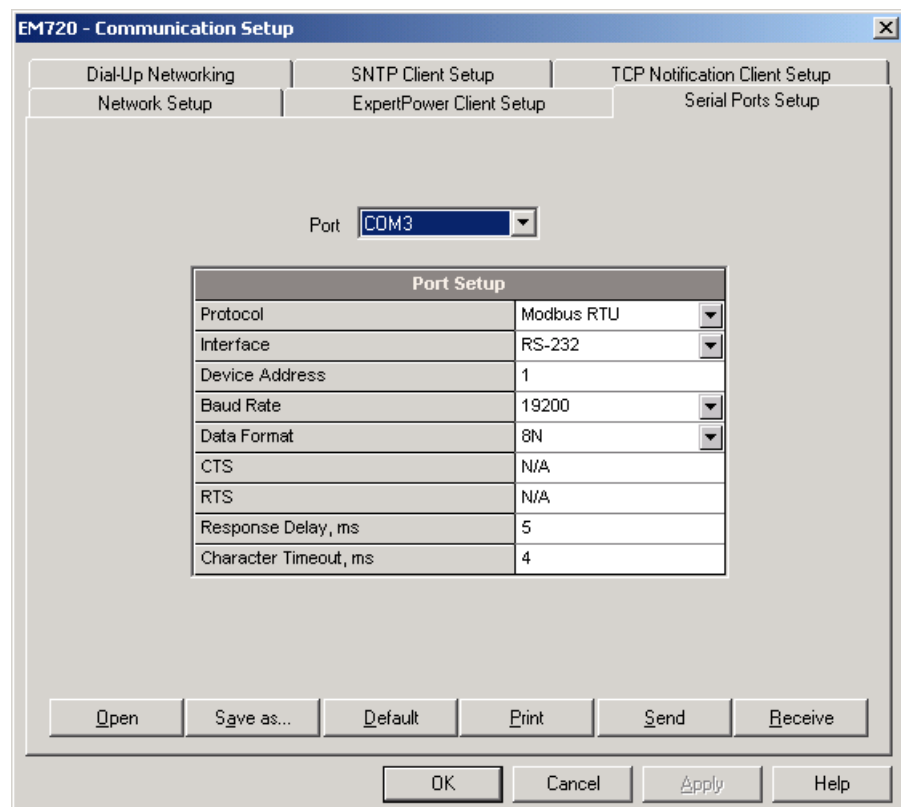 EM720 - Communication Setup
Dial-Up Networking SNTP Client Setup TCP Notification Client Setup
Network Setup ExpertPower Client Setup Serial Ports Setup
Port COM3
Port Setup
Protocol Modbus RTU
Interface RS-232
Device Address 1
Baud Rate 19200
Data Format 8N
CTS N/A
RTS N/A
Response Delay, ms 5
Character Timeout, ms 4
Open Save as... Default Print Send Receive
OK Cancel Apply Help